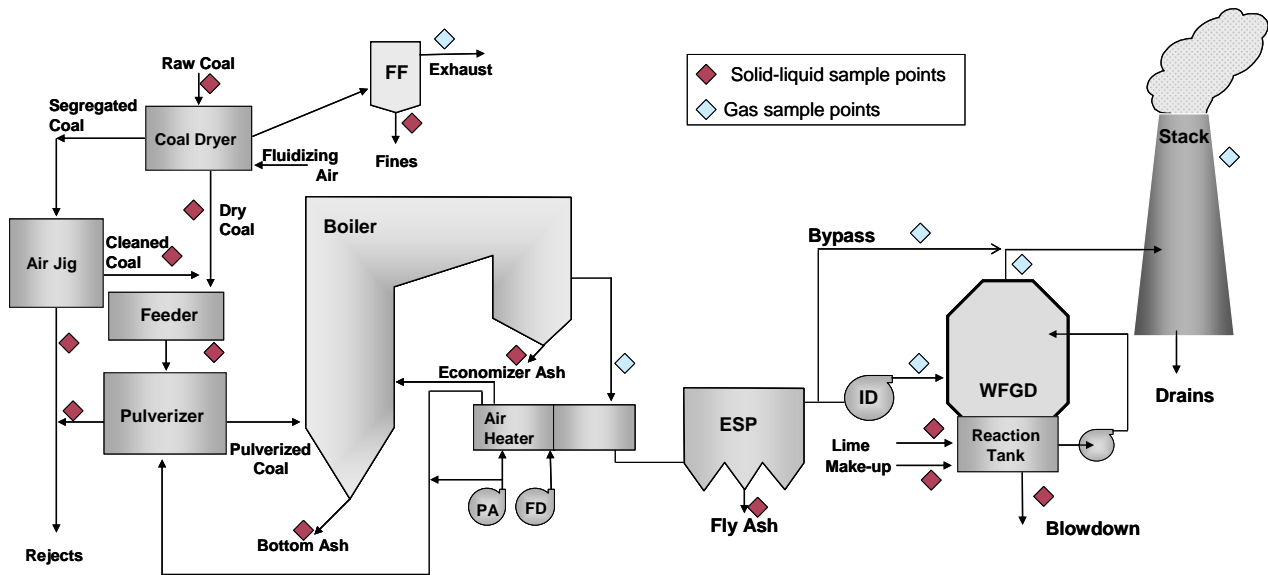 Raw Coal
FF
Exhaust
Solid-liquid sample points
Gas sample points
Segregated
Coal
Coal Dryer
Fluidizing
Air
Fines
Stack
Dry
Coal
Boiler
Bypass
Cleaned
Coal
Air Jig
Feeder
Economizer Ash
Drains
Pulverizer
Pulverized
Coal
Air
Heater
ESP
ID
WFGD
Lime
Make-up
Reaction
Tank
PA
FD
Fly Ash
Blowdown
Rejects
Bottom Ash